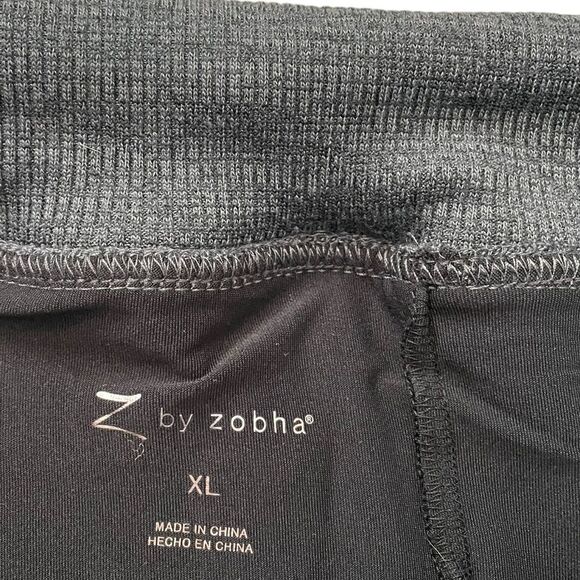 Z by zobha®
XL
MADE IN CHINA
HECHO EN CHINA